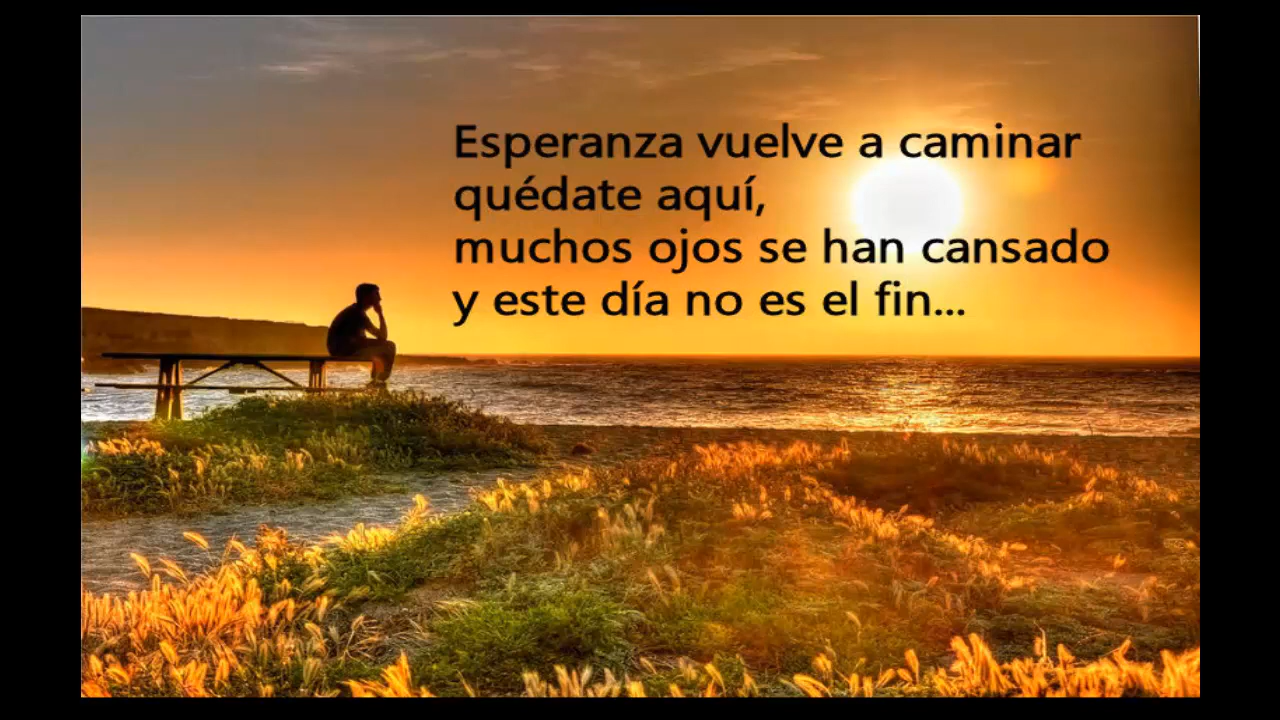 Esperanza vuelve a caminar
quédate aquí,
muchos ojos se han cansado
y este día no es el fin...